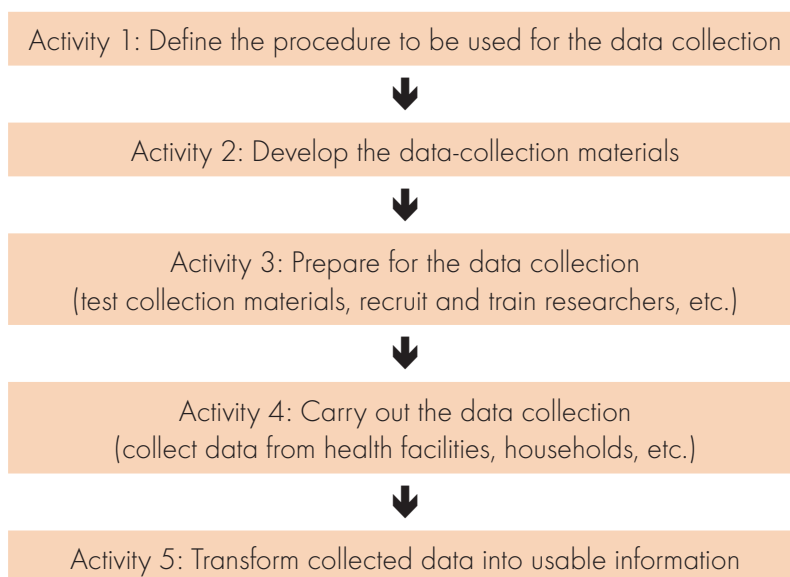 Activity 1: Define the procedure to be used for the data collection
Activity 2: Develop the data-collection materials
Activity 3: Prepare for the data collection
(test collection materials, recruit and train researchers, etc.)
Activity 4: Carry out the data collection
(collect data from health facilities, households, etc.)
Activity 5: Transform collected data into usable information